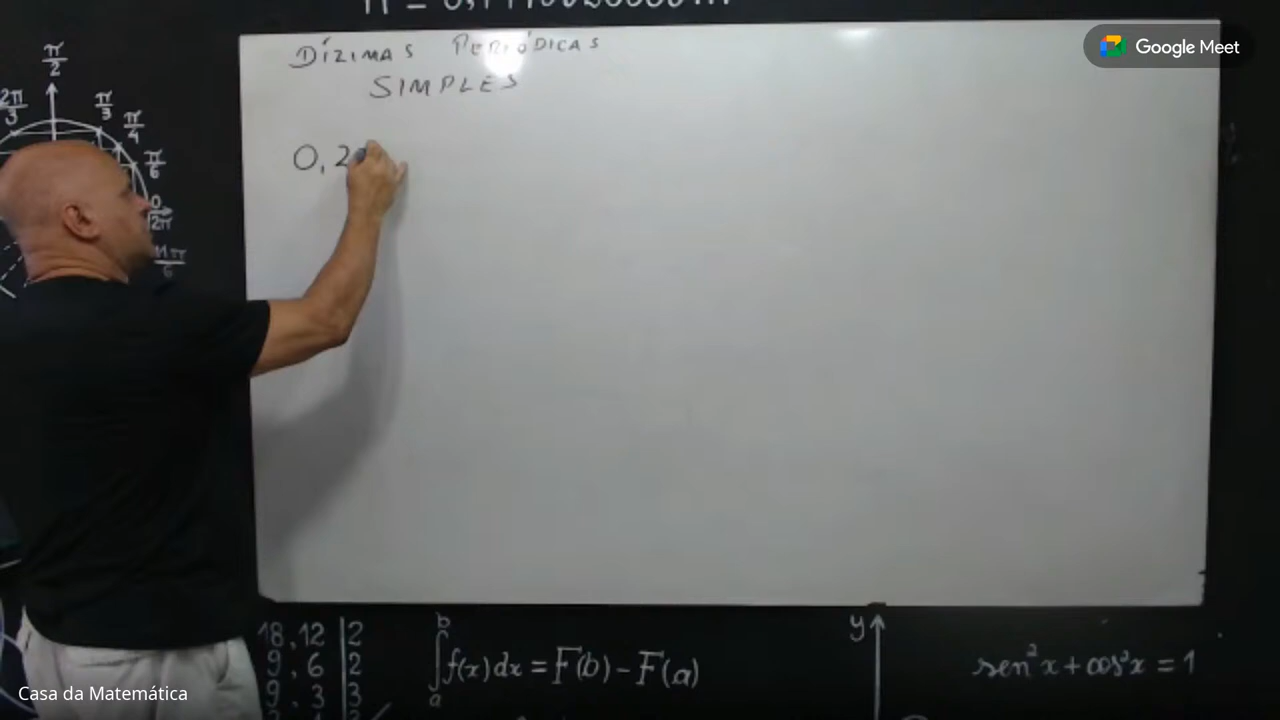 DÍZIMAS PERIÓDICAS
SIMPLES
0,2
π/2
2π/3
π/3
π/4
π/6
0
2π
11π/6
18,12 | 2
9,6 | 2
9,3 | 3
∫ₐᵇ f(x)dx = F(b) - F(a)
y
sen²x + cos²x = 1
Google Meet
Casa da Matemática